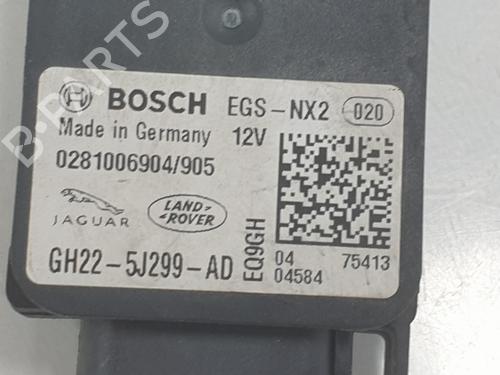 B-PARTS
BOSCH EGS-NX2 020
Made in Germany 12V
0281006904/905
JAGUAR LAND-ROVER
GH22-5J299-AD
EQ9GH
04 75413
04584